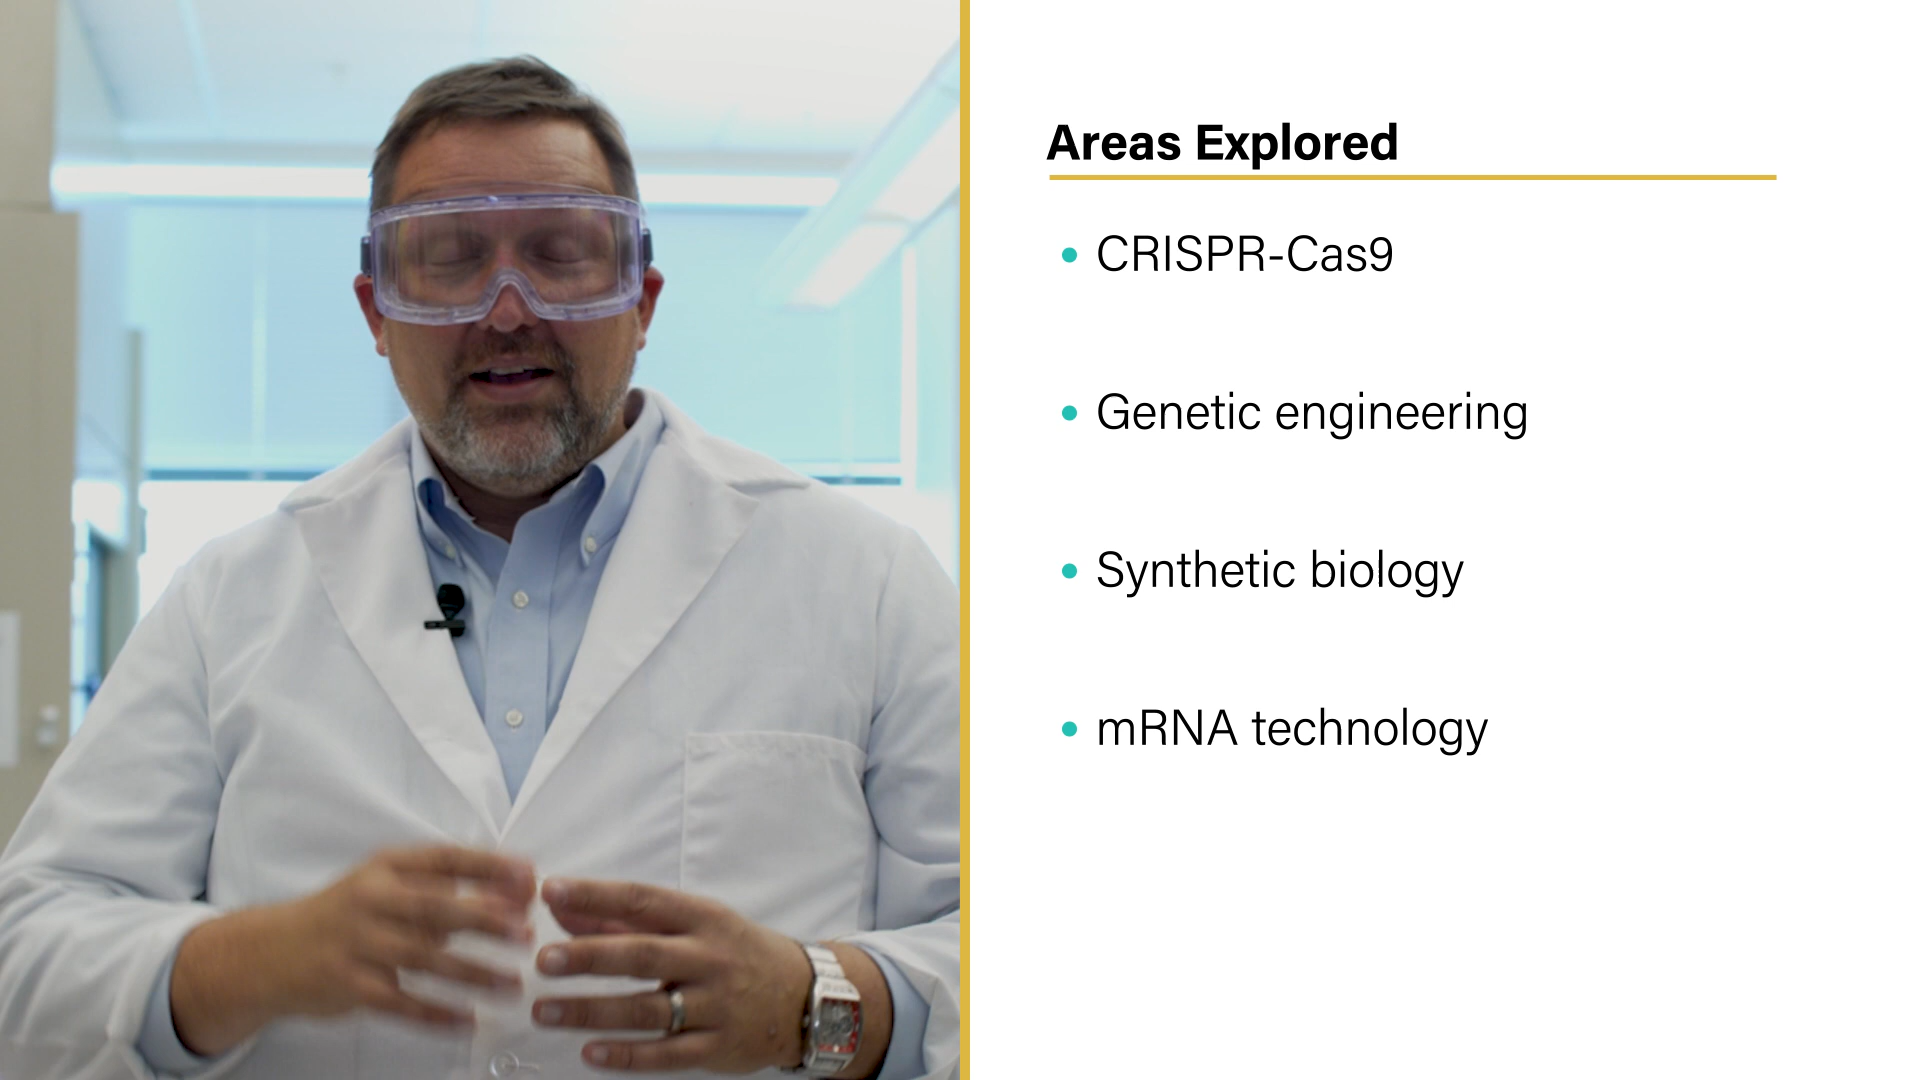 Areas Explored
CRISPR-Cas9
Genetic engineering
Synthetic biology
mRNA technology